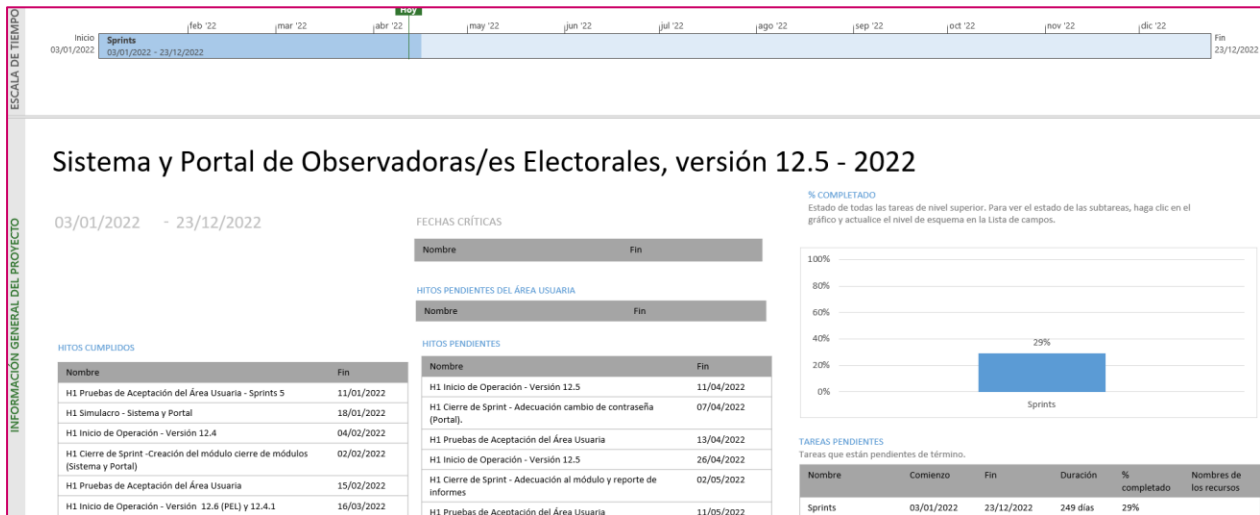 ESCALA DE TIEMPO
Hoy
feb '22 mar '22 abr '22 may '22 jun '22 jul '22 ago '22 sep '22 oct '22 nov '22 dic '22
Inicio
03/01/2022
Sprints
03/01/2022 - 23/12/2022
Fin
23/12/2022
INFORMACIÓN GENERAL DEL PROYECTO
Sistema y Portal de Observadoras/es Electorales, versión 12.5 - 2022
03/01/2022 - 23/12/2022
HITOS CUMPLIDOS
Nombre Fin
H1 Pruebas de Aceptación del Área Usuaria - Sprints 5 11/01/2022
H1 Simulacro - Sistema y Portal 18/01/2022
H1 Inicio de Operación - Versión 12.4 04/02/2022
H1 Cierre de Sprint -Creación del módulo cierre de módulos 02/02/2022
(Sistema y Portal)
H1 Pruebas de Aceptación del Área Usuaria 15/02/2022
H1 Inicio de Operación - Versión 12.6 (PEL) y 12.4.1 16/03/2022
FECHAS CRÍTICAS
Nombre Fin
HITOS PENDIENTES DEL ÁREA USUARIA
Nombre Fin
HITOS PENDIENTES
Nombre Fin
H1 Inicio de Operación - Versión 12.5 11/04/2022
H1 Cierre de Sprint - Adecuación cambio de contraseña 07/04/2022
(Portal).
H1 Pruebas de Aceptación del Área Usuaria 13/04/2022
H1 Inicio de Operación - Versión 12.5 26/04/2022
H1 Cierre de Sprint - Adecuación al módulo y reporte de 02/05/2022
informes
H1 Pruebas de Aceptación del Área Usuaria 11/05/2022
% COMPLETADO
Estado de todas las tareas de nivel superior. Para ver el estado de las subtareas, haga clic en el
gráfico y actualice el nivel de esquema en la Lista de campos.
100%
80%
60%
40%
20%
0%
29%
Sprints
TAREAS PENDIENTES
Tareas que están pendientes de término.
Nombre Comienzo Fin Duración % completado Nombres de los recursos
Sprints 03/01/2022 23/12/2022 249 días 29%